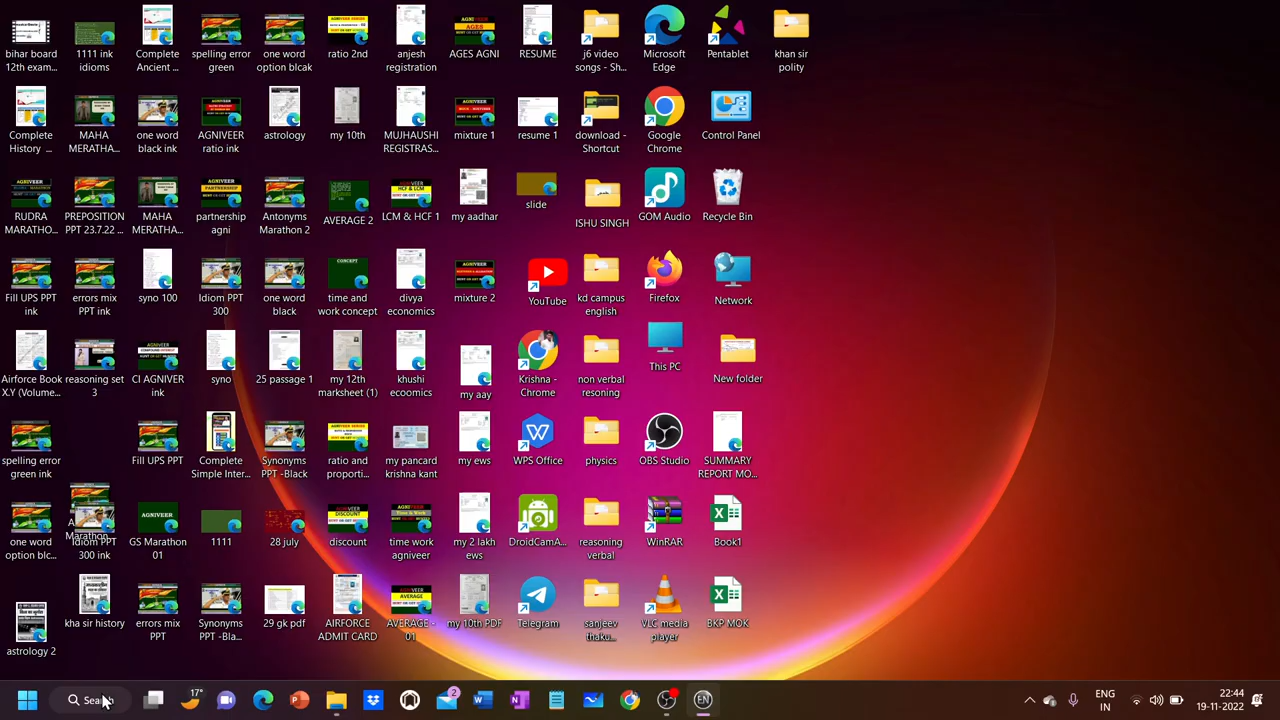 bihar board
12th exam...
1111 ink
idioms
Complete
Ancient ...
spelling error
green
one word
option blcak
ratio 2nd
anjesh
registration
AGES AGNI
RESUME
j6 video
songs - Sh...
Microsoft
Edge
Pentablet
khan sir
polity
Complete
History ...
MAHA
MERATHA...
one word
black ink
AGNIVEER
ratio ink
astrology
my 10th
MUJHAUSHI
REGISTRAS...
mixture 1
resume 1
download -
Shortcut
Google
Chrome
Control Panel
RUDRA
MARATHO...
PREPOSITION
PPT 23.7.22 ...
MAHA
MERATHA...
partnership
agni
Antonyms
Marathon 2
AVERAGE 2
LCM & HCF 1
my aadhar
slide
ISHU SINGH
GOM Audio
Recycle Bin
Fill UPS PPT
ink
errors mix
PPT ink
syno 100
Idiom PPT
300
one word
black
CONCEPT
time and
work concept
divya
economics
mixture 2
YouTube
kd campus
english
Firefox
Network
Airforce Book
X.Y (Volume...
reasoning set
3
CI AGNIVER
ink
syno
25 passage 1
my 12th
marksheet (1)
khushi
ecoomics
my aay
Krishna -
Chrome
non verbal
resoning
This PC
New folder
spelling error
green ink
Fill UPS PPT
Complete
Simple Inter...
Synonyms
PPT -Black
ratio and
proporti...
my pancard
krishna kant
my ews
WPS Office
physics
OBS Studio
SUMMARY
REPORT MO...
one word
option blc...
Marathon
Idiom PPT
300 ink
AGNIVEER
GS Marathon
01
1111
28 july
DISCOUNT
discount
time work
agniveer
my 2 lakh
ews
DroidCamA...
reasoning
verbal
WinRAR
Book1
astrology 2
kha sir history
errors mix
PPT
Synonyms
PPT -Bla...
29 gk pdf
AIRFORCE
ADMIT CARD
AVERAGE
AVERAGE -
01
my 10th PDF
Telegram
sanjeev
thaku...
VLC media
player
BKP MOK
Search
17°
2
EN
ENG
IN
22:44
19-11-2022